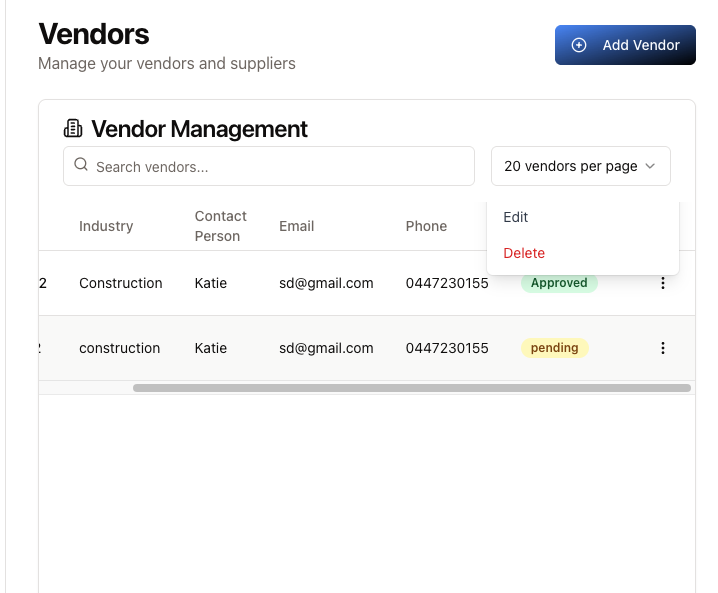 Vendors
Manage your vendors and suppliers
Add Vendor
Vendor Management
Search vendors...
20 vendors per page
Edit
Delete
Industry
Contact
Person
Email
Phone
2 Construction Katie sd@gmail.com 0447230155 Approved
construction Katie sd@gmail.com 0447230155 pending